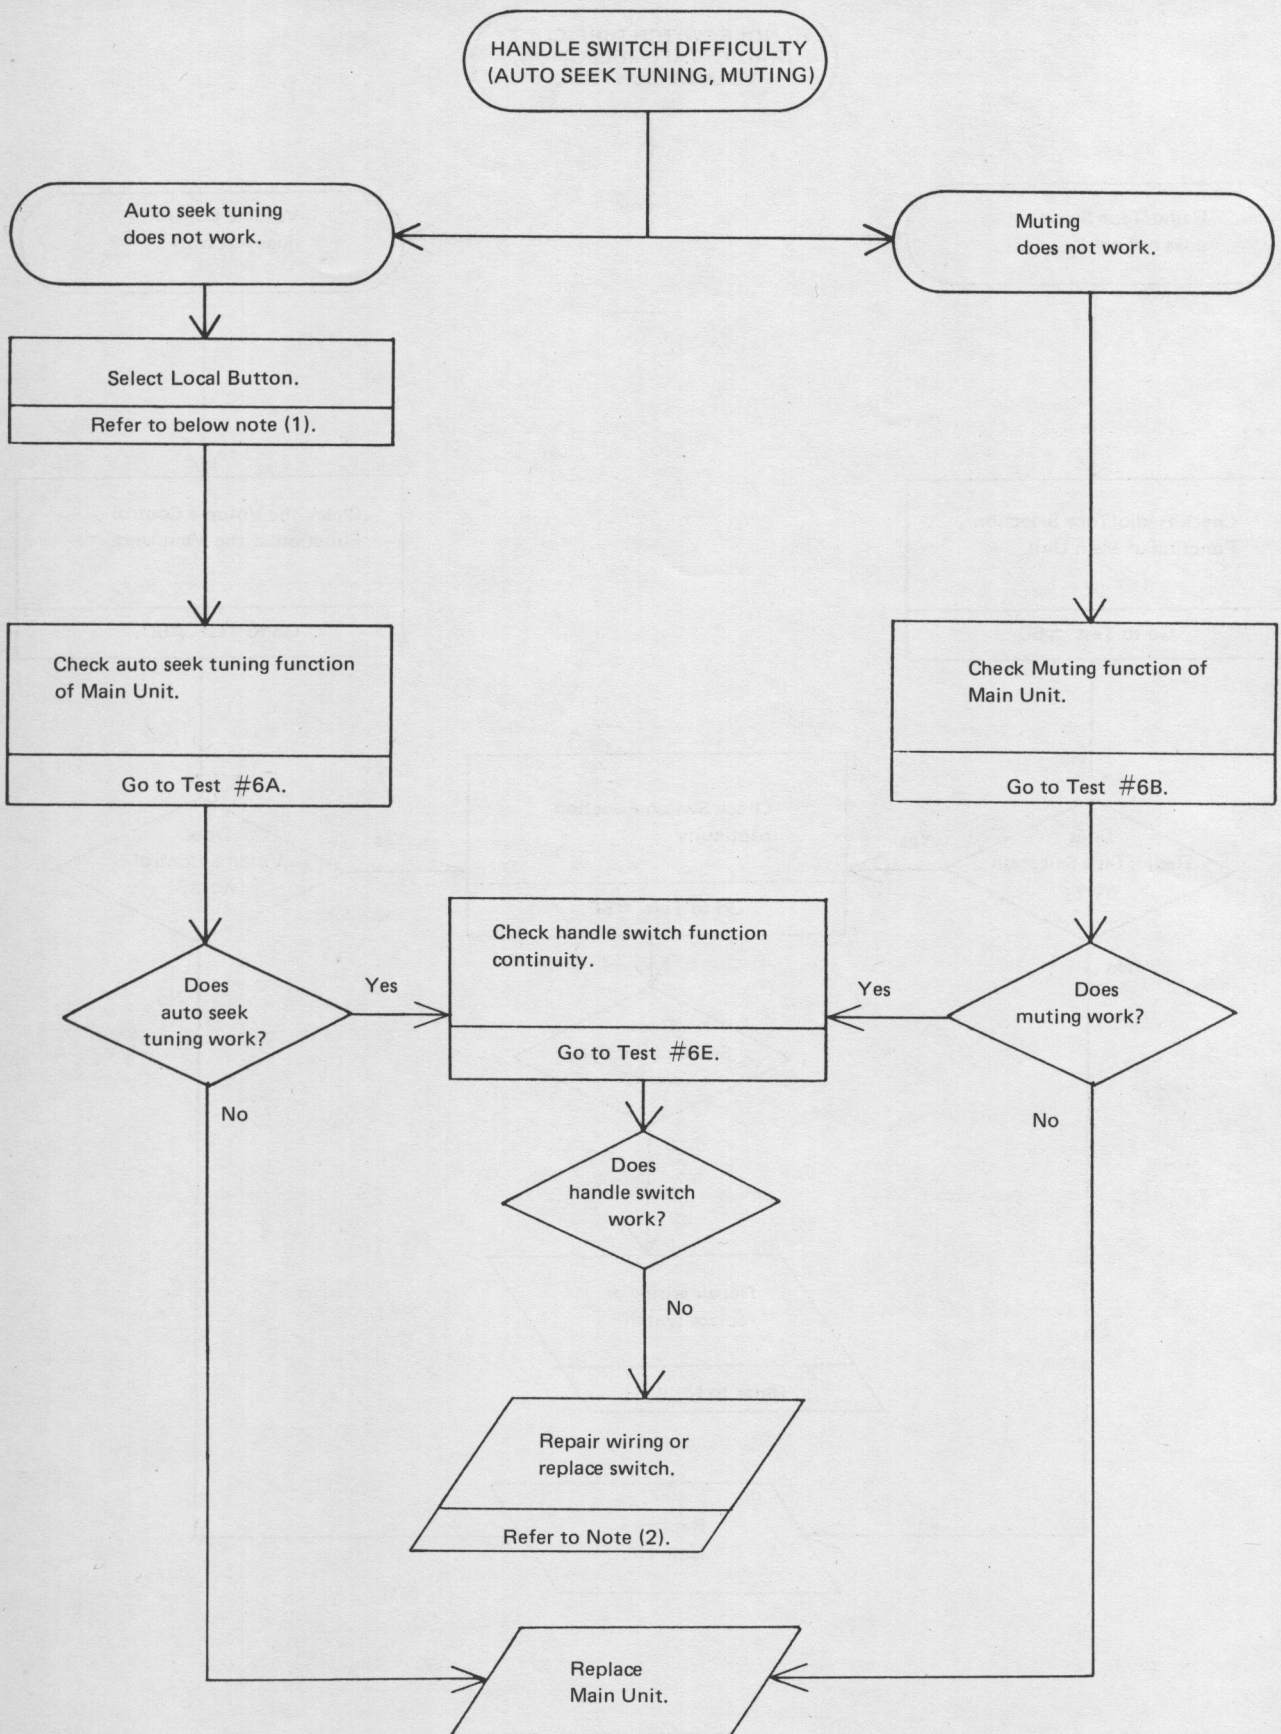 HANDLE SWITCH DIFFICULTY
(AUTO SEEK TUNING, MUTING)
Auto seek tuning
does not work.
Muting
does not work.
Select Local Button.
Refer to below note (1).
Check auto seek tuning function
of Main Unit.
Go to Test #6A.
Check Muting function of
Main Unit.
Go to Test #6B.
Does
auto seek
tuning work?
Yes
No
Check handle switch function
continuity.
Go to Test #6E.
Yes
Does
muting work?
No
Does
handle switch
work?
No
Repair wiring or
replace switch.
Refer to Note (2).
Replace
Main Unit.